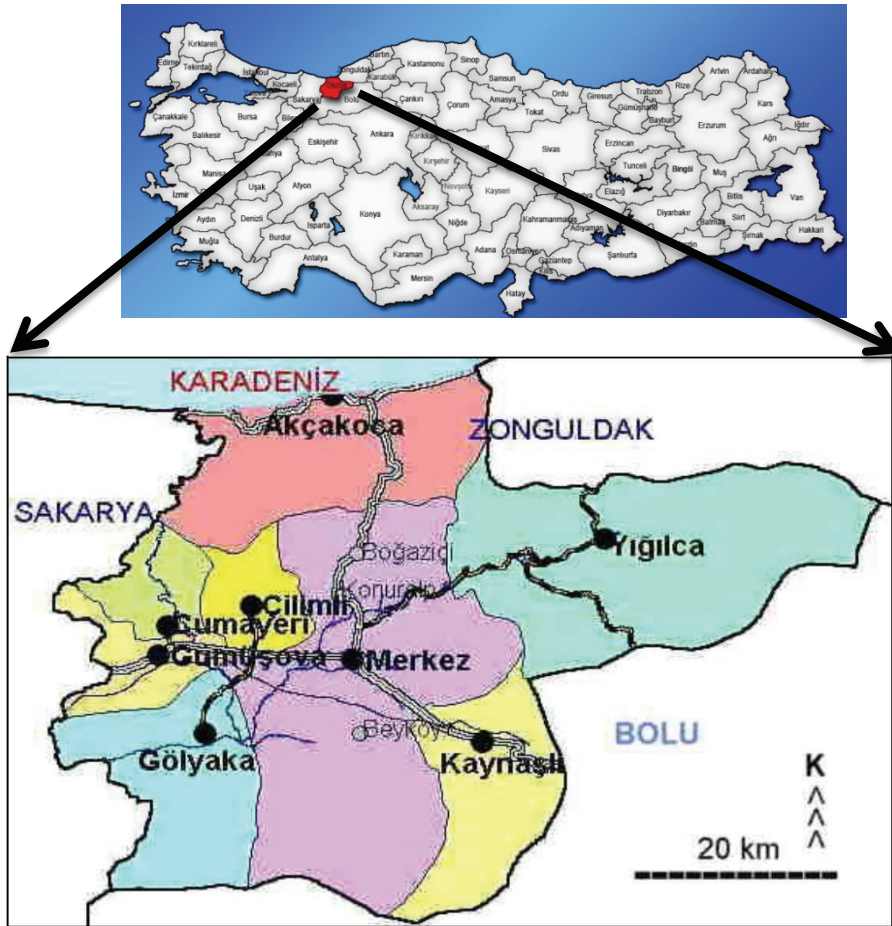 Kırklareli
Edirne
Tekirdağ
İstanbul
Kocaeli
Sakarya
Zonguldak
Bartın
Karabük
Kastamonu
Sinop
Samsun
Bolu
Çankırı
Çorum
Amasya
Tokat
Ordu
Giresun
Trabzon
Gümüşhane
Bayburt
Rize
Artvin
Ardahan
Kars
Iğdır
Ağrı
Erzurum
Erzincan
Sivas
Çanakkale
Balıkesir
Bursa
Eskişehir
Ankara
Kırşehir
Nevşehir
Kayseri
Tunceli
Bingöl
Muş
Elazığ
Bitlis
Van
Manisa
Uşak
Afyon
İzmir
Aydın
Denizli
Isparta
Konya
Aksaray
Niğde
Kahramanmaraş
Adıyaman
Diyarbakır
Batman
Siirt
Şırnak
Hakkari
Muğla
Burdur
Antalya
Karaman
Mersin
Adana
Osmaniye
Gaziantep
Kilis
Şanlıurfa
Hatay
KARADENİZ
Akçakoca
ZONGULDAK
SAKARYA
Boğaziçi
Yığılca
Konuralp
Cilimli
Cumayeri
Gumuşova
Merkez
Beyköy
BOLU
Gölyaka
Kaynaşlı
K
20 km